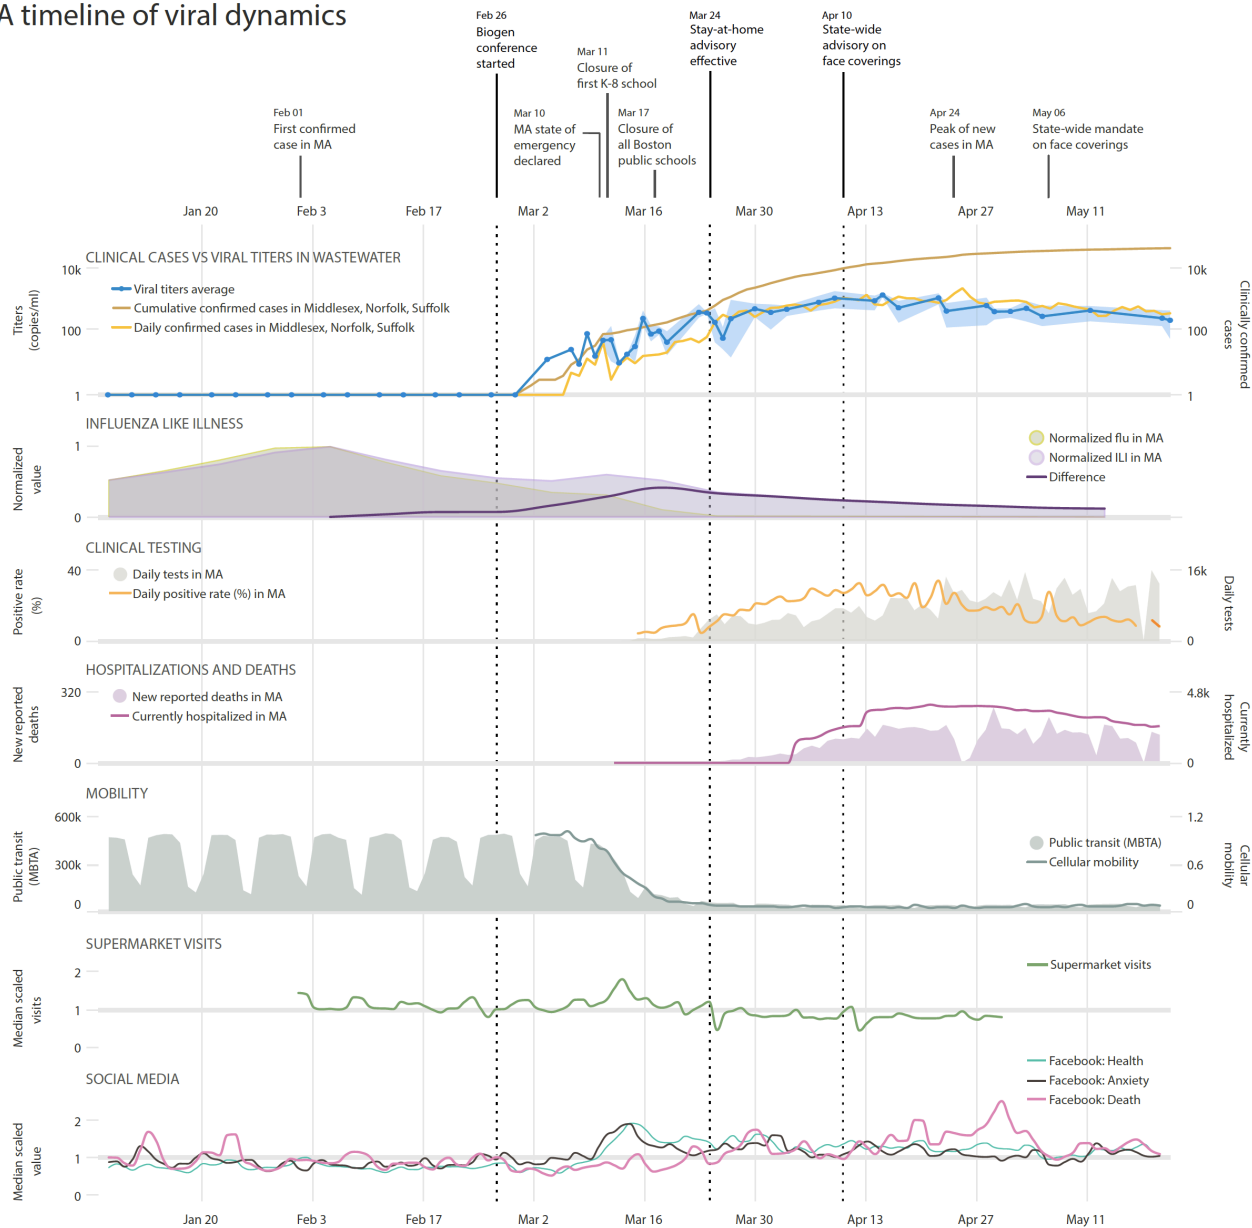 A timeline of viral dynamics
Feb 26
Biogen
conference
started
Mar 24
Stay-at-home
advisory
effective
Apr 10
State-wide
advisory on
face coverings
Mar 11
Closure of
first K-8 school
Feb 01
First confirmed
case in MA
Mar 10
MA state of
emergency
declared
Mar 17
Closure of
all Boston
public schools
Apr 24
Peak of new
cases in MA
May 06
State-wide mandate
on face coverings
Jan 20 Feb 3 Feb 17 Mar 2 Mar 16 Mar 30 Apr 13 Apr 27 May 11
CLINICAL CASES VS VIRAL TITERS IN WASTEWATER
10k
100
1
Titers
(copies/ml)
Viral titers average
Cumulative confirmed cases in Middlesex, Norfolk, Suffolk
Daily confirmed cases in Middlesex, Norfolk, Suffolk
10k
100
1
Clinically confirmed
cases
INFLUENZA LIKE ILLNESS
1
0
Normalized
value
Normalized flu in MA
Normalized ILI in MA
Difference
CLINICAL TESTING
40
0
Positive rate
(%)
Daily tests in MA
Daily positive rate (%) in MA
16k
0
Daily tests
HOSPITALIZATIONS AND DEATHS
320
0
New reported
deaths
New reported deaths in MA
Currently hospitalized in MA
4.8k
0
Currently
hospitalized
MOBILITY
600k
300k
0
Public transit
(MBTA)
Public transit (MBTA)
Cellular mobility
1.2
0.6
0
Cellular
mobility
SUPERMARKET VISITS
2
1
0
Median scaled
visits
Supermarket visits
SOCIAL MEDIA
2
1
0
Median scaled
value
Facebook: Health
Facebook: Anxiety
Facebook: Death
Jan 20 Feb 3 Feb 17 Mar 2 Mar 16 Mar 30 Apr 13 Apr 27 May 11